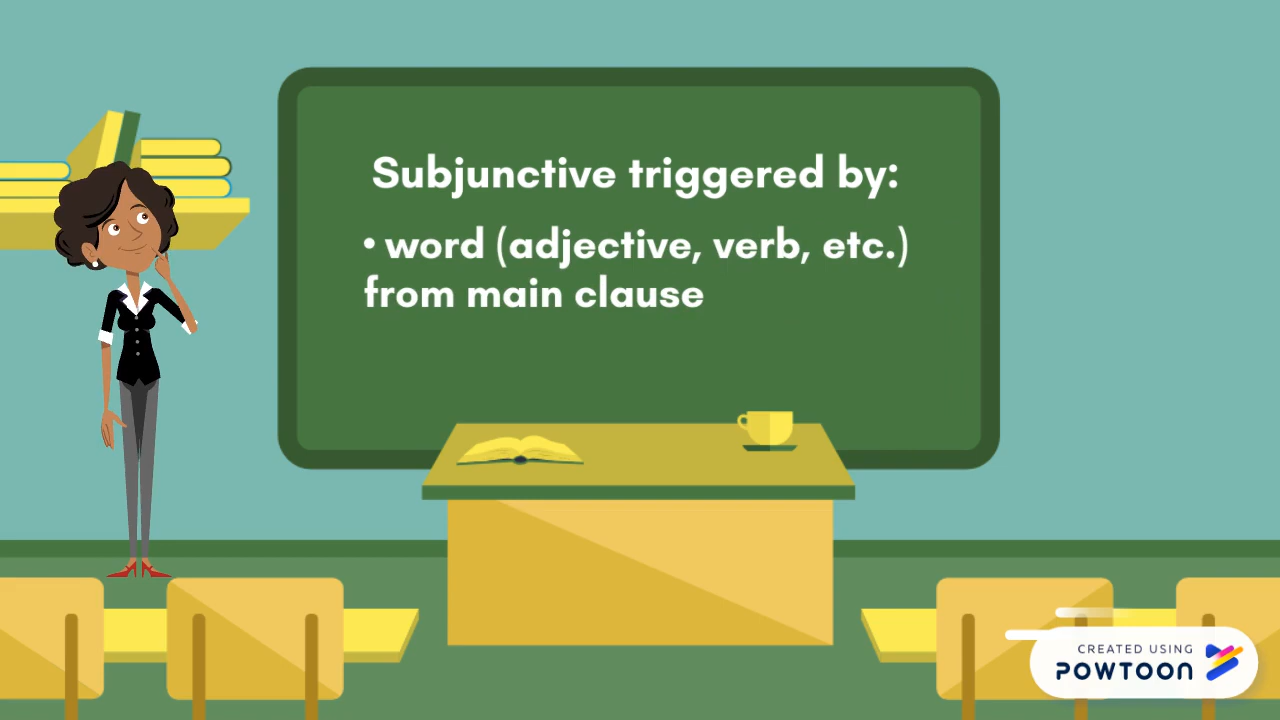 Subjunctive triggered by:
• word (adjective, verb, etc.)
from main clause
CREATED USING
POWTOON